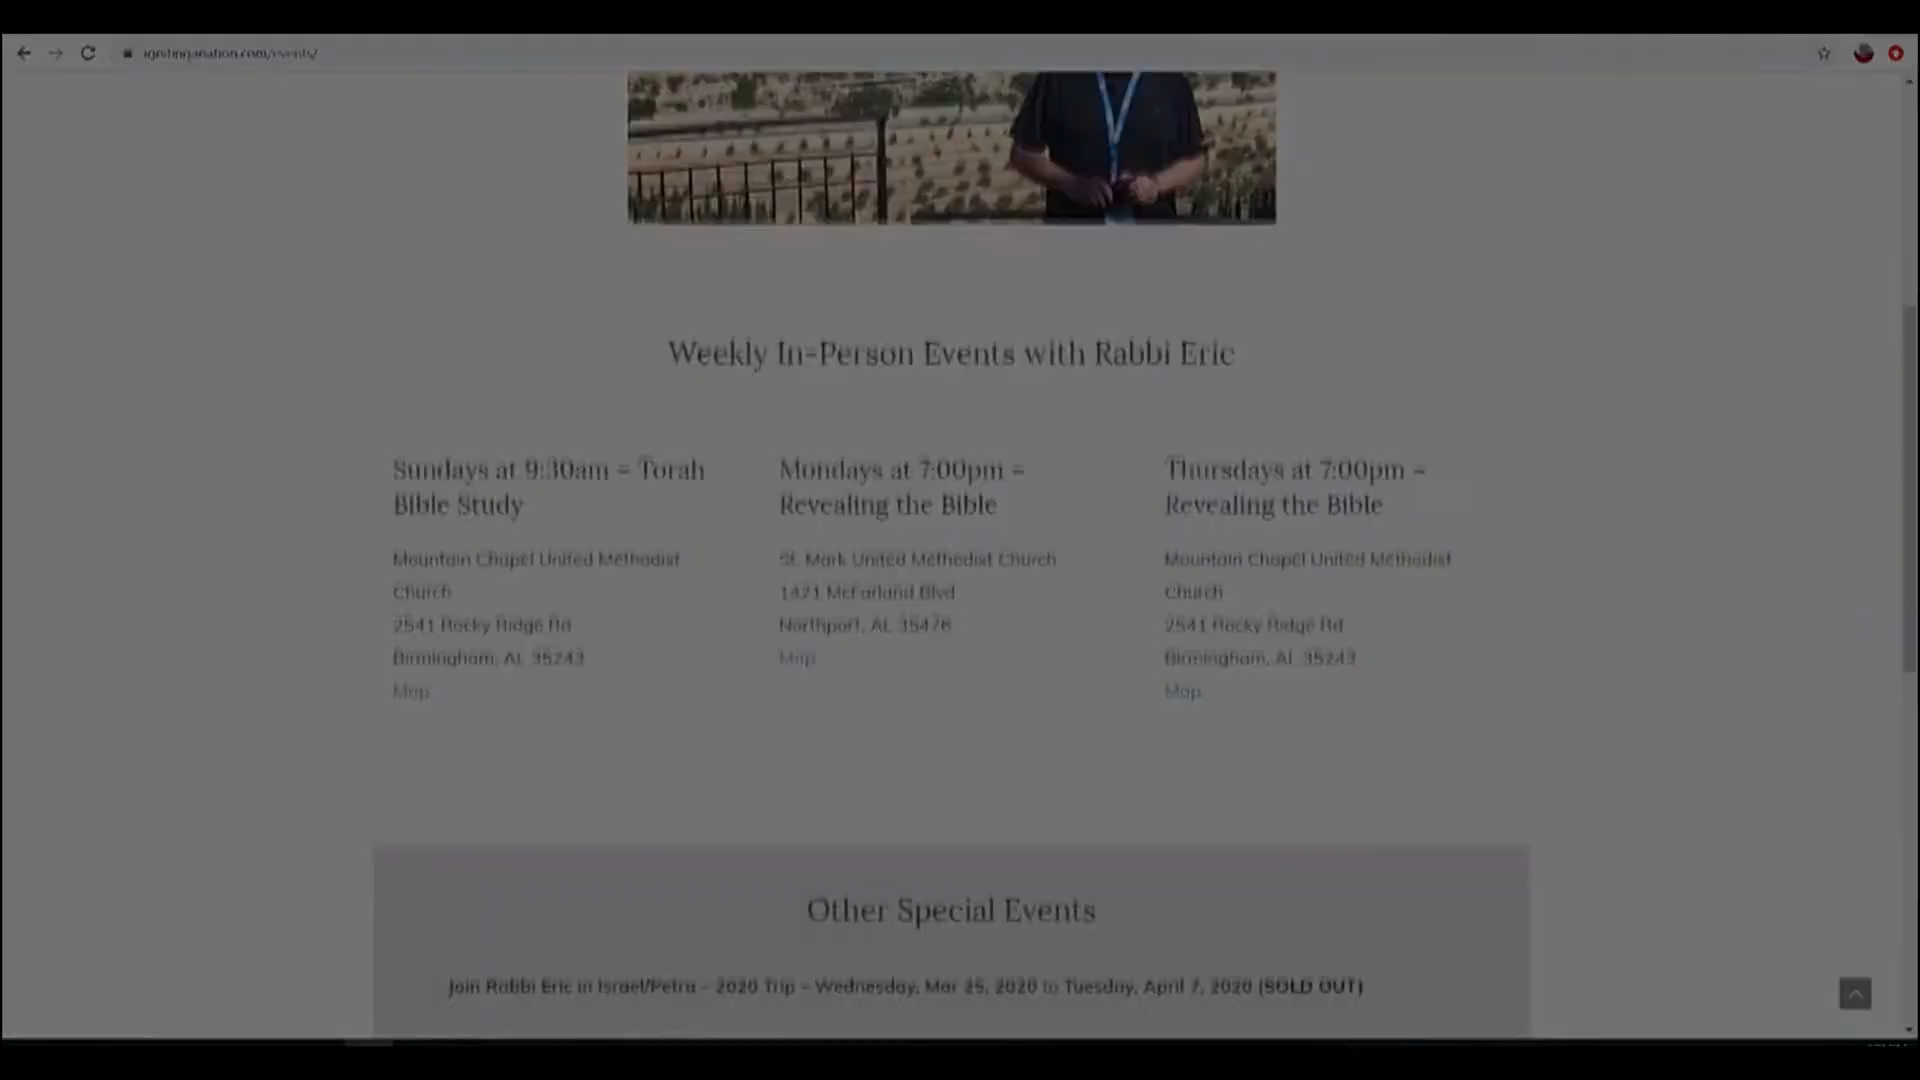 ignitinganation.com/events/
Weekly In-Person Events with Rabbi Eric
Sundays at 9:30am – Torah
Bible Study
Mountain Chapel United Methodist
Church
2541 Rocky Ridge Rd
Birmingham, AL 35243
Map
Mondays at 7:00pm –
Revealing the Bible
St. Mark United Methodist Church
1421 McFarland Blvd
Northport, AL 35476
Map
Thursdays at 7:00pm –
Revealing the Bible
Mountain Chapel United Methodist
Church
2541 Rocky Ridge Rd
Birmingham, AL 35243
Map
Other Special Events
Join Rabbi Eric in Israel/Petra – 2020 Trip – Wednesday, Mar 25, 2020 to Tuesday, April 7, 2020 (SOLD OUT)